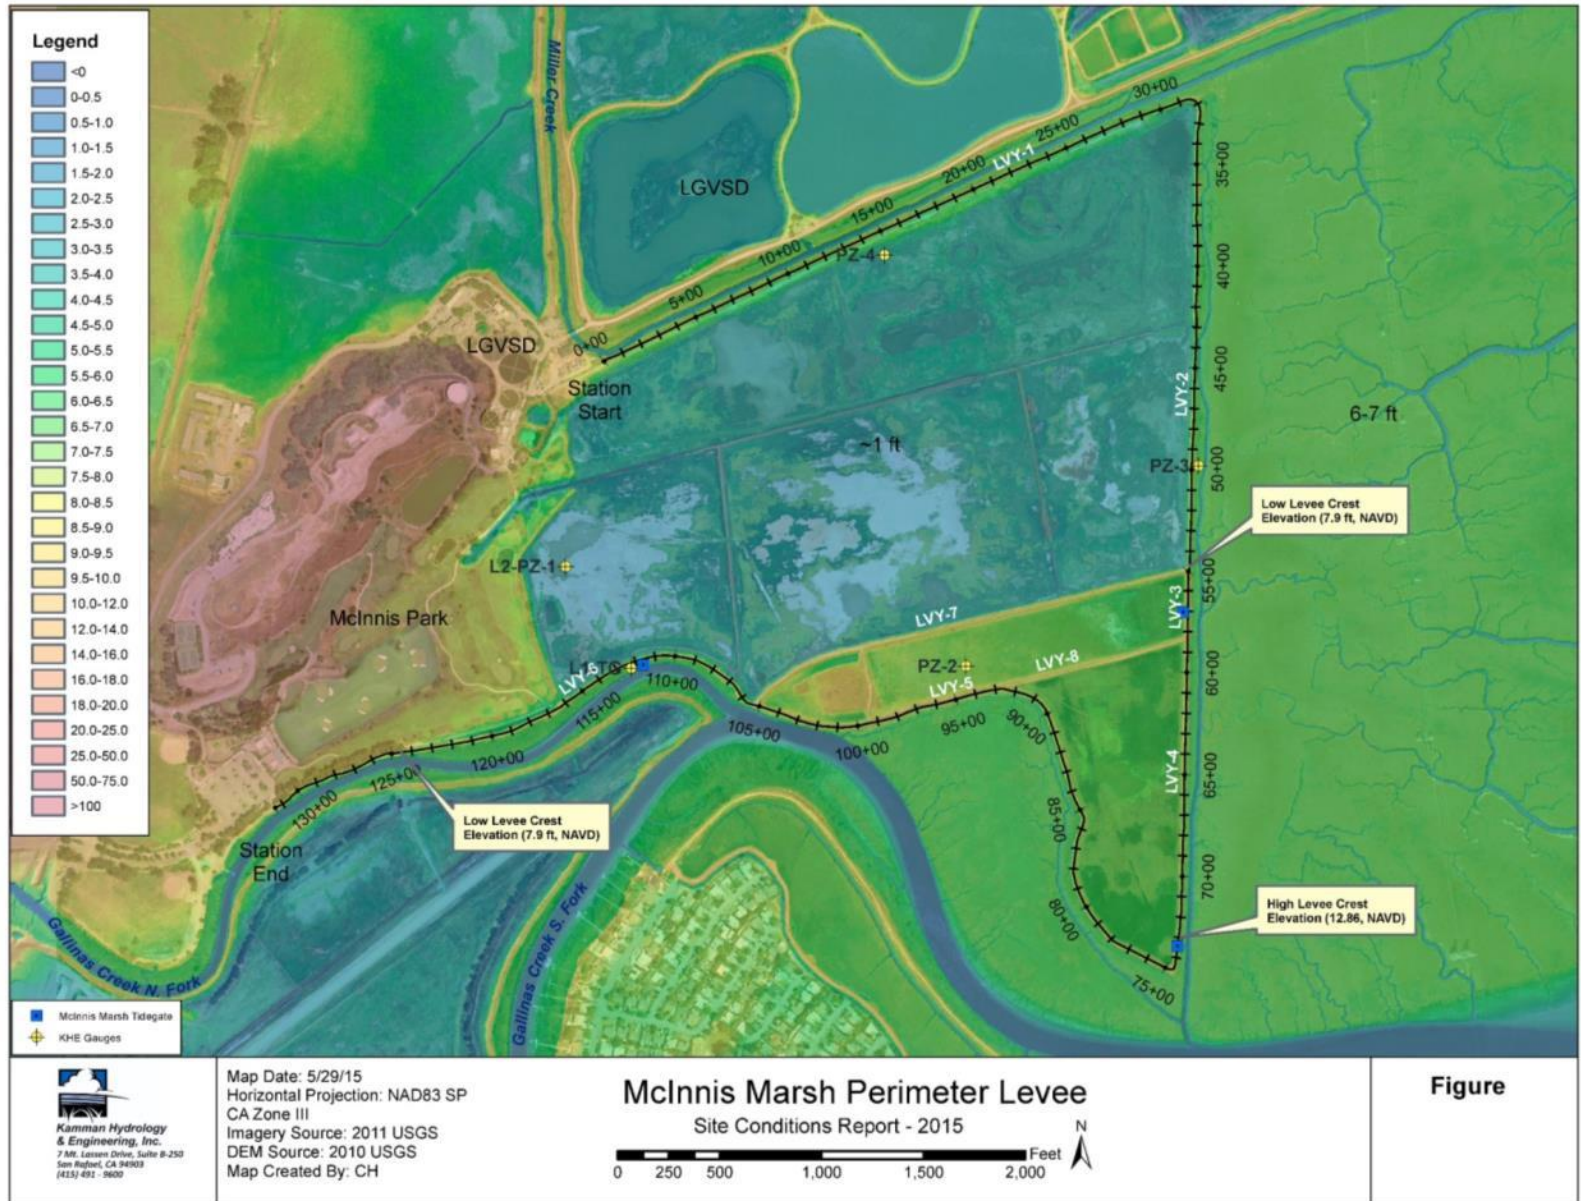 Legend
<0
0-0.5
0.5-1.0
1.0-1.5
1.5-2.0
2.0-2.5
2.5-3.0
3.0-3.5
3.5-4.0
4.0-4.5
4.5-5.0
5.0-5.5
5.5-6.0
6.0-6.5
6.5-7.0
7.0-7.5
7.5-8.0
8.0-8.5
8.5-9.0
9.0-9.5
9.5-10.0
10.0-12.0
12.0-14.0
14.0-16.0
16.0-18.0
18.0-20.0
20.0-25.0
25.0-50.0
50.0-75.0
>100
Miller Creek
LGVSD
LGVSD
Station
Start
0+00
5+00
10+00
15+00
20+00
LVY-1
25+00
30+00
PZ-4
35+00
40+00
45+00
LVY-2
6-7 ft
~1 ft
PZ-3
50+00
Low Levee Crest
Elevation (7.9 ft, NAVD)
L2-PZ-1
55+00
LVY-3
McInnis Park
LVY-7
LVY-8
PZ-2
LVY-5
LVY-6
60+00
65+00
LVY-4
70+00
75+00
80+00
85+00
90+00
95+00
100+00
105+00
110+00
115+00
120+00
125+00
130+00
Low Levee Crest
Elevation (7.9 ft, NAVD)
Station
End
High Levee Crest
Elevation (12.86, NAVD)
Gallinas Creek N. Fork
Gallinas Creek S. Fork
McInnis Marsh Tidegate
KHE Gauges
Kamman Hydrology
& Engineering, Inc.
7 Mt. Lassen Drive, Suite B-250
San Rafael, CA 94903
(415) 491 - 9600
Map Date: 5/29/15
Horizontal Projection: NAD83 SP
CA Zone III
Imagery Source: 2011 USGS
DEM Source: 2010 USGS
Map Created By: CH
McInnis Marsh Perimeter Levee
Site Conditions Report - 2015
N
Feet
0 250 500 1,000 1,500 2,000
Figure